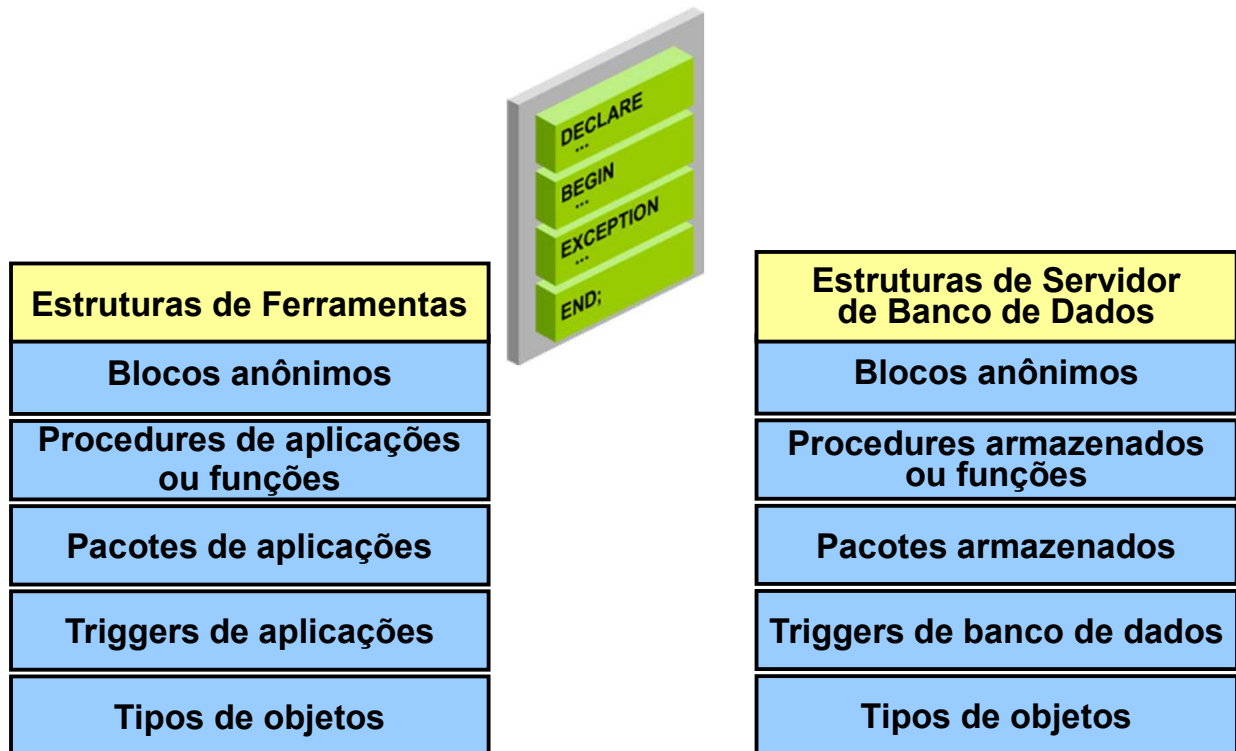 DECLARE
...
BEGIN
...
EXCEPTION
...
END;
Estruturas de Ferramentas
Blocos anônimos
Procedures de aplicações
ou funções
Pacotes de aplicações
Triggers de aplicações
Tipos de objetos
Estruturas de Servidor
de Banco de Dados
Blocos anônimos
Procedures armazenados
ou funções
Pacotes armazenados
Triggers de banco de dados
Tipos de objetos